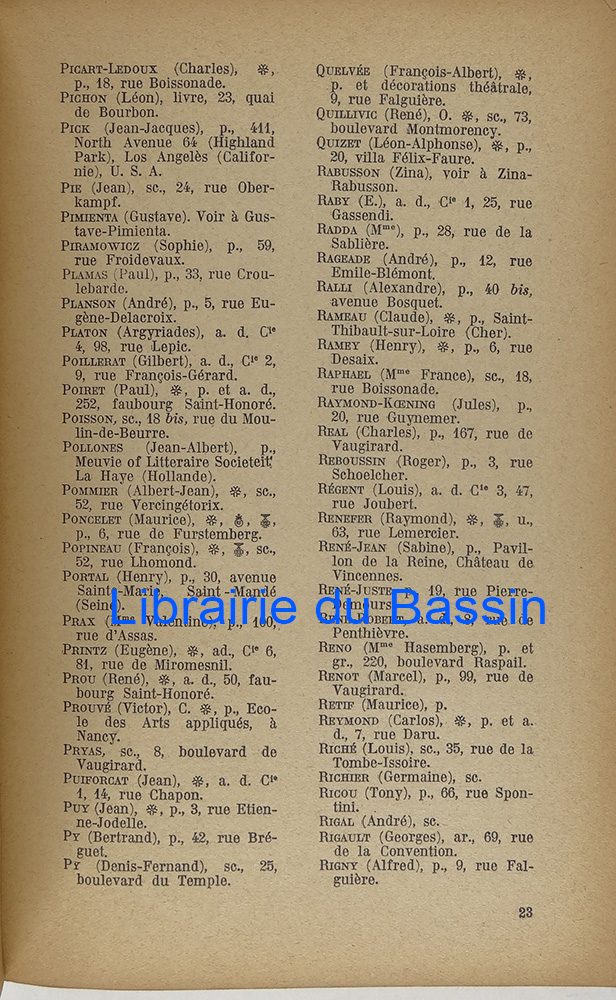 PICART-LEDOUX (Charles), ❉,
p., 18, rue Boissonade.
PICHON (Léon), livre, 23, quai
de Bourbon.
PICK (Jean-Jacques), p., 411,
North Avenue 64 (Highland
Park), Los Angelès (Califor-
nie), U. S. A.
PIE (Jean), sc., 24, rue Ober-
kampf.
PIMIENTA (Gustave). Voir à Gus-
tave-Pimienta.
PIRAMOWICZ (Sophie), p., 59,
rue Froidevaux.
PLAMAS (Paul), p., 33, rue Crou-
lebarde.
PLANSON (André), p., 5, rue Eu-
gène-Delacroix.
PLATON (Argyriades), a. d. Cie
4, 98, rue Lepic.
POILLERAT (Gilbert), a. d., Cie 2,
9, rue François-Gérard.
POIRET (Paul), ❉, p. et a. d.,
252, faubourg Saint-Honoré.
POISSON, sc., 18 bis, rue du Mou-
lin-de-Beurre.
POLLONES (Jean-Albert), p.,
Meuvie of Litteraire Societeit,
La Haye (Hollande).
POMMIER (Albert-Jean), ❉, sc.,
52, rue Vercingétorix.
PONCELET (Maurice), ❉,
p., 6, rue de Furstemberg.
POPINEAU (François), ❉, sc.,
52, rue Lhomond.
PORTAL (Henry), p., 30, avenue
Sainte-Marie, Saint-Mandé
(Seine).
PRAX (Mme Valentine), p., 100,
rue d'Assas.
PRINTZ (Eugène), ❉, ad., Cie 6,
81, rue de Miromesnil.
PROU (René), ❉, a. d., 50, fau-
bourg Saint-Honoré.
PROUVÉ (Victor), C. ❉, p., Eco-
le des Arts appliqués, à
Nancy.
PRYAS, sc., 8, boulevard de
Vaugirard.
PUIFORCAT (Jean), ❉, a. d. Cie
1, 14, rue Chapon.
PUY (Jean), ❉, p., 3, rue Etien-
ne-Jodelle.
PY (Bertrand), p., 42, rue Bré-
guet.
PY (Denis-Fernand), sc., 25,
boulevard du Temple.
QUELVÉE (François-Albert), ❉,
p. et décorations théâtrale,
9, rue Falguière.
QUILLIVIC (René), O. ❉, sc., 73,
boulevard Montmorency.
QUIZET (Léon-Alphonse), ❉, p.,
20, villa Félix-Faure.
RABUSSON (Zina), voir à Zina-
Rabusson.
RABY (E.), a. d., Cie 1, 25, rue
Gassendi.
RADDA (Mme), p., 28, rue de la
Sablière.
RAGEADE (André), p., 12, rue
Emile-Blémont.
RALLI (Alexandre), p., 40 bis,
avenue Bosquet.
RAMEAU (Claude), ❉, p., Saint-
Thibault-sur-Loire (Cher).
RAMEY (Henry), ❉, p., 6, rue
Desaix.
RAPHAEL (Mme France), sc., 18,
rue Boissonade.
RAYMOND-KŒNING (Jules), p.,
20, rue Guynemer.
REAL (Charles), p., 167, rue de
Vaugirard.
REBOUSSIN (Roger), p., 3, rue
Schoelcher.
RÉGENT (Louis), a. d. Cie 3, 47,
rue Joubert.
RENEFER (Raymond), ❉, u.,
63, rue Lemercier.
RENÉ-JEAN (Sabine), p., Pavil-
lon de la Reine, Château de
Vincennes.
RENÉ-JUSTE, p., 19, rue Pierre-
Demours.
RENÉ-ROBERT, a. d., 8, rue de
Penthièvre.
RENO (Mme Hasemberg), p. et
gr., 220, boulevard Raspail.
RENOT (Marcel), p., 99, rue de
Vaugirard.
RETIF (Maurice), p.
REYMOND (Carlos), ❉, p. et a.
d., 7, rue Daru.
RICHÉ (Louis), sc., 35, rue de la
Tombe-Issoire.
RICHIER (Germaine), sc.
RICOU (Tony), p., 66, rue Spon-
tini.
RIGAL (André), sc.
RIGAULT (Georges), ar., 69, rue
de la Convention.
RIGNY (Alfred), p., 9, rue Fal-
guière.
23
Librairie du Bassin